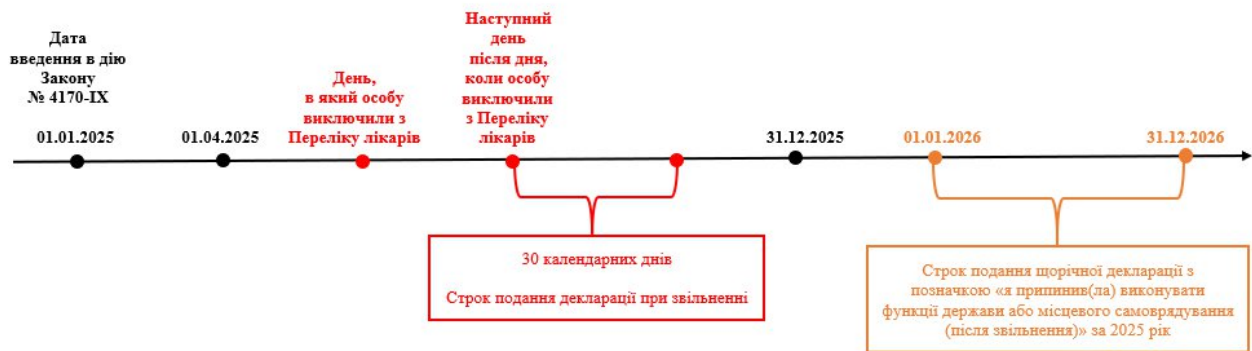 Дата
введення в дію
Закону
№ 4170-IX
01.01.2025
01.04.2025
День,
в який особу
виключили з
Переліку лікарів
Наступний
день
після дня,
коли особу
виключили
з Переліку
лікарів
31.12.2025
01.01.2026
31.12.2026
30 календарних днів
Строк подання декларації при звільненні
Строк подання щорічної декларації з
позначкою «я припинив(ла) виконувати
функції держави або місцевого самоврядування
(після звільнення)» за 2025 рік